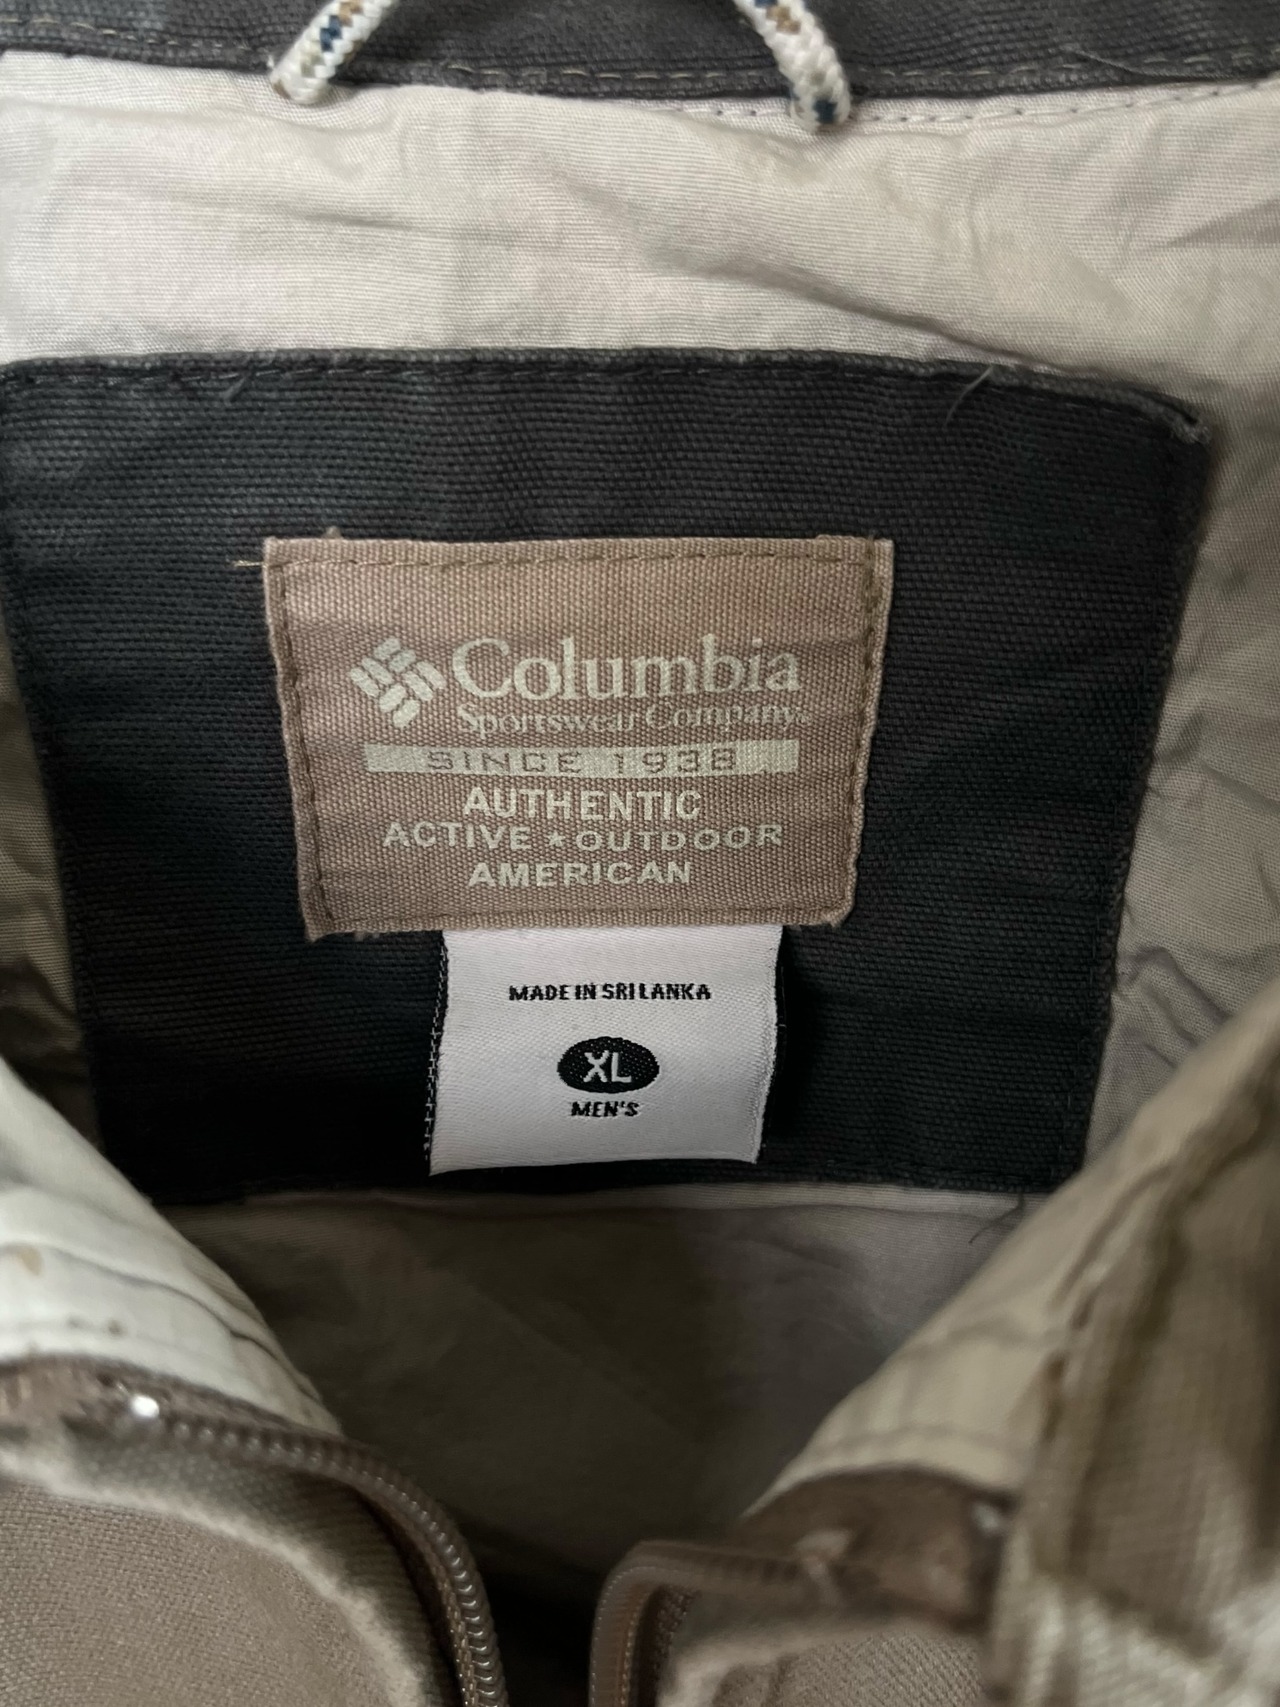 Columbia
Sportswear Company®
SINCE 1938
AUTHENTIC
ACTIVE ★ OUTDOOR
AMERICAN
MADE IN SRI LANKA
XL
MEN'S